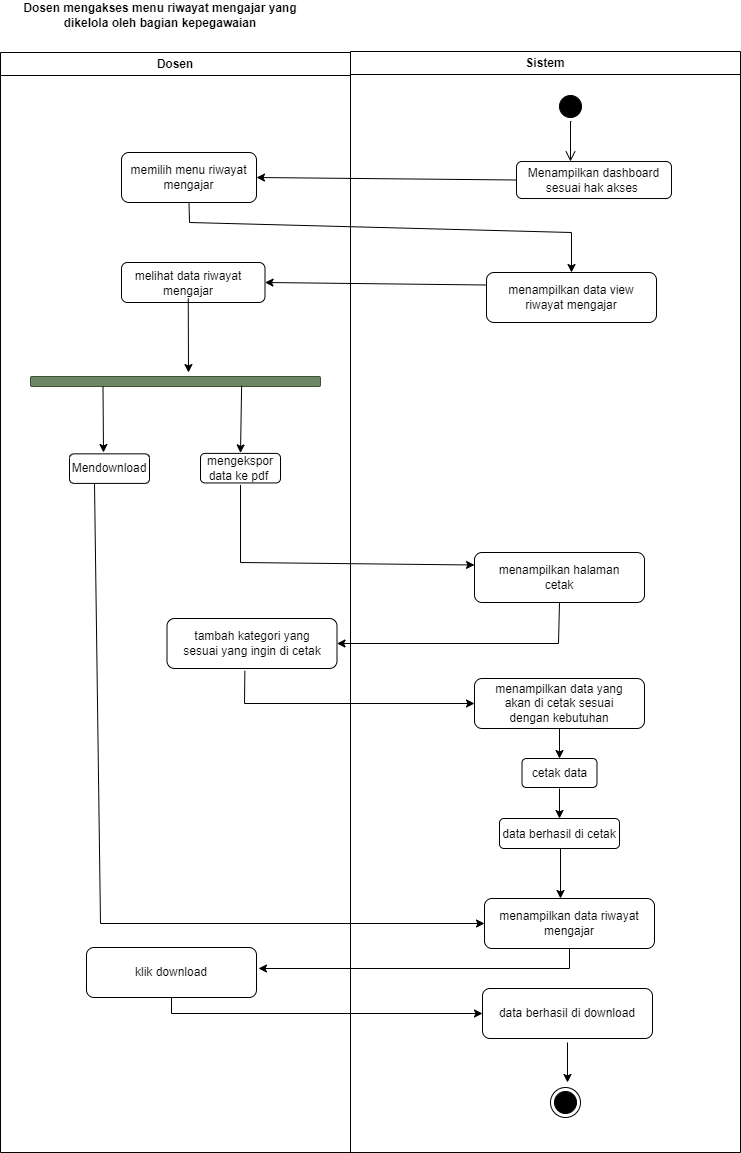 Dosen mengakses menu riwayat mengajar yang
dikelola oleh bagian kepegawaian
Dosen
Sistem
Menampilkan dashboard
sesuai hak akses
memilih menu riwayat
mengajar
menampilkan data view
riwayat mengajar
melihat data riwayat
mengajar
Mendownload
mengekspor
data ke pdf
menampilkan halaman
cetak
tambah kategori yang
sesuai yang ingin di cetak
menampilkan data yang
akan di cetak sesuai
dengan kebutuhan
cetak data
data berhasil di cetak
menampilkan data riwayat
mengajar
klik download
data berhasil di download